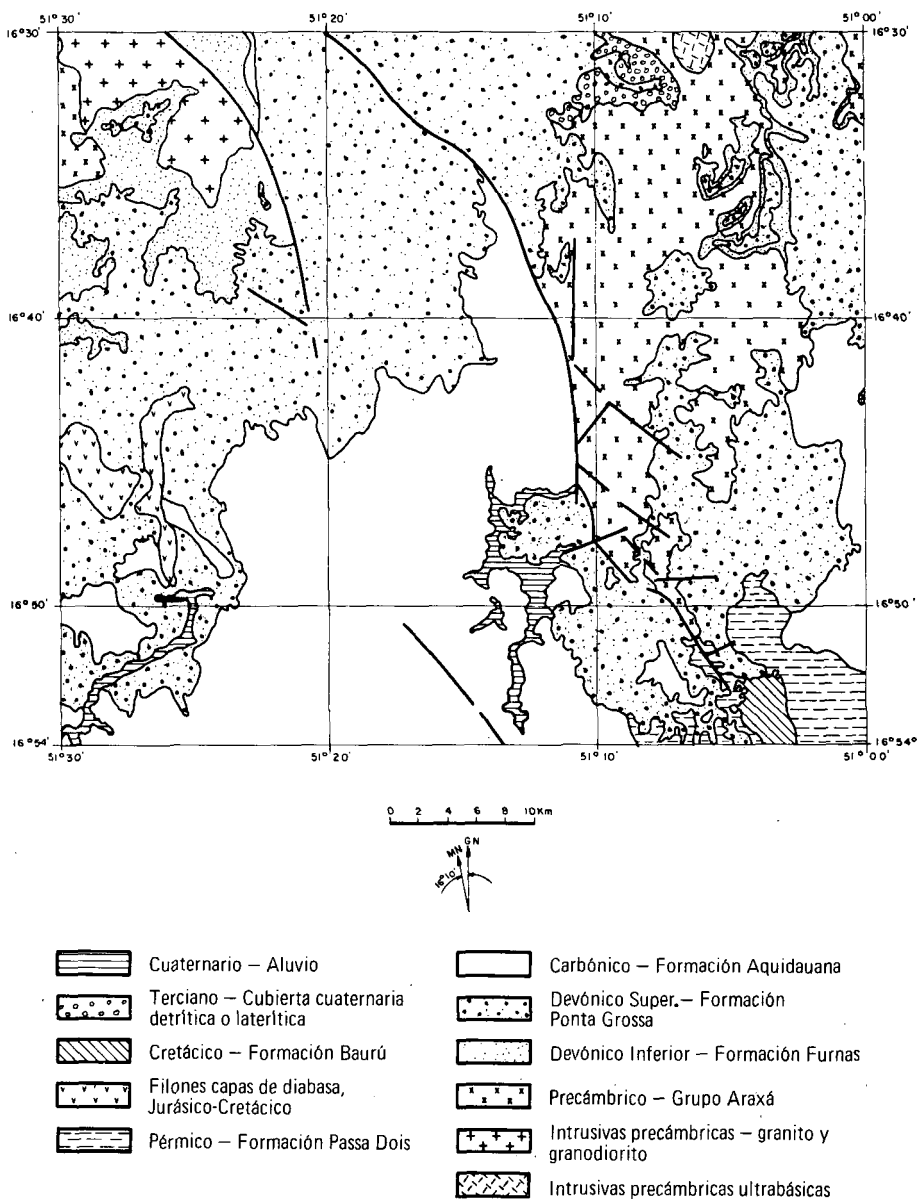 51° 30' 51° 20' 51° 10' 51° 00'
16° 30' 16° 30'
16° 40' 16° 40'
16° 50' 16° 50'
16° 54' 16° 54°
51° 30' 51° 20' 51° 10' 51° 00'
0 2 4 6 8 10Km
MN GN
16° 10'
Cuaternario – Aluvio
Terciano – Cubierta cuaternaria
detrítica o laterítica
Cretácico – Formación Baurú
Filones capas de diabasa,
Jurásico-Cretácico
Pérmico – Formación Passa Dois
Carbónico – Formación Aquidauana
Devónico Super. – Formación
Ponta Grossa
Devónico Inferior – Formación Furnas
Precámbrico – Grupo Araxá
Intrusivas precámbricas – granito y
granodiorito
Intrusivas precámbricas ultrabásicas